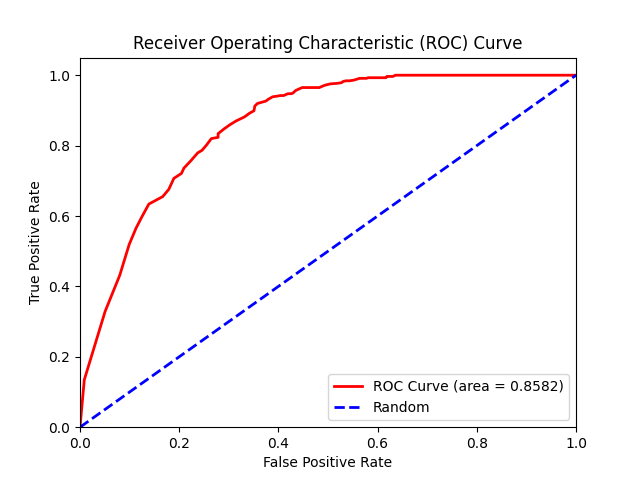 Receiver Operating Characteristic (ROC) Curve
1.0
0.8
0.6
0.4
0.2
0.0
True Positive Rate
ROC Curve (area = 0.8582)
Random
0.0 0.2 0.4 0.6 0.8 1.0
False Positive Rate